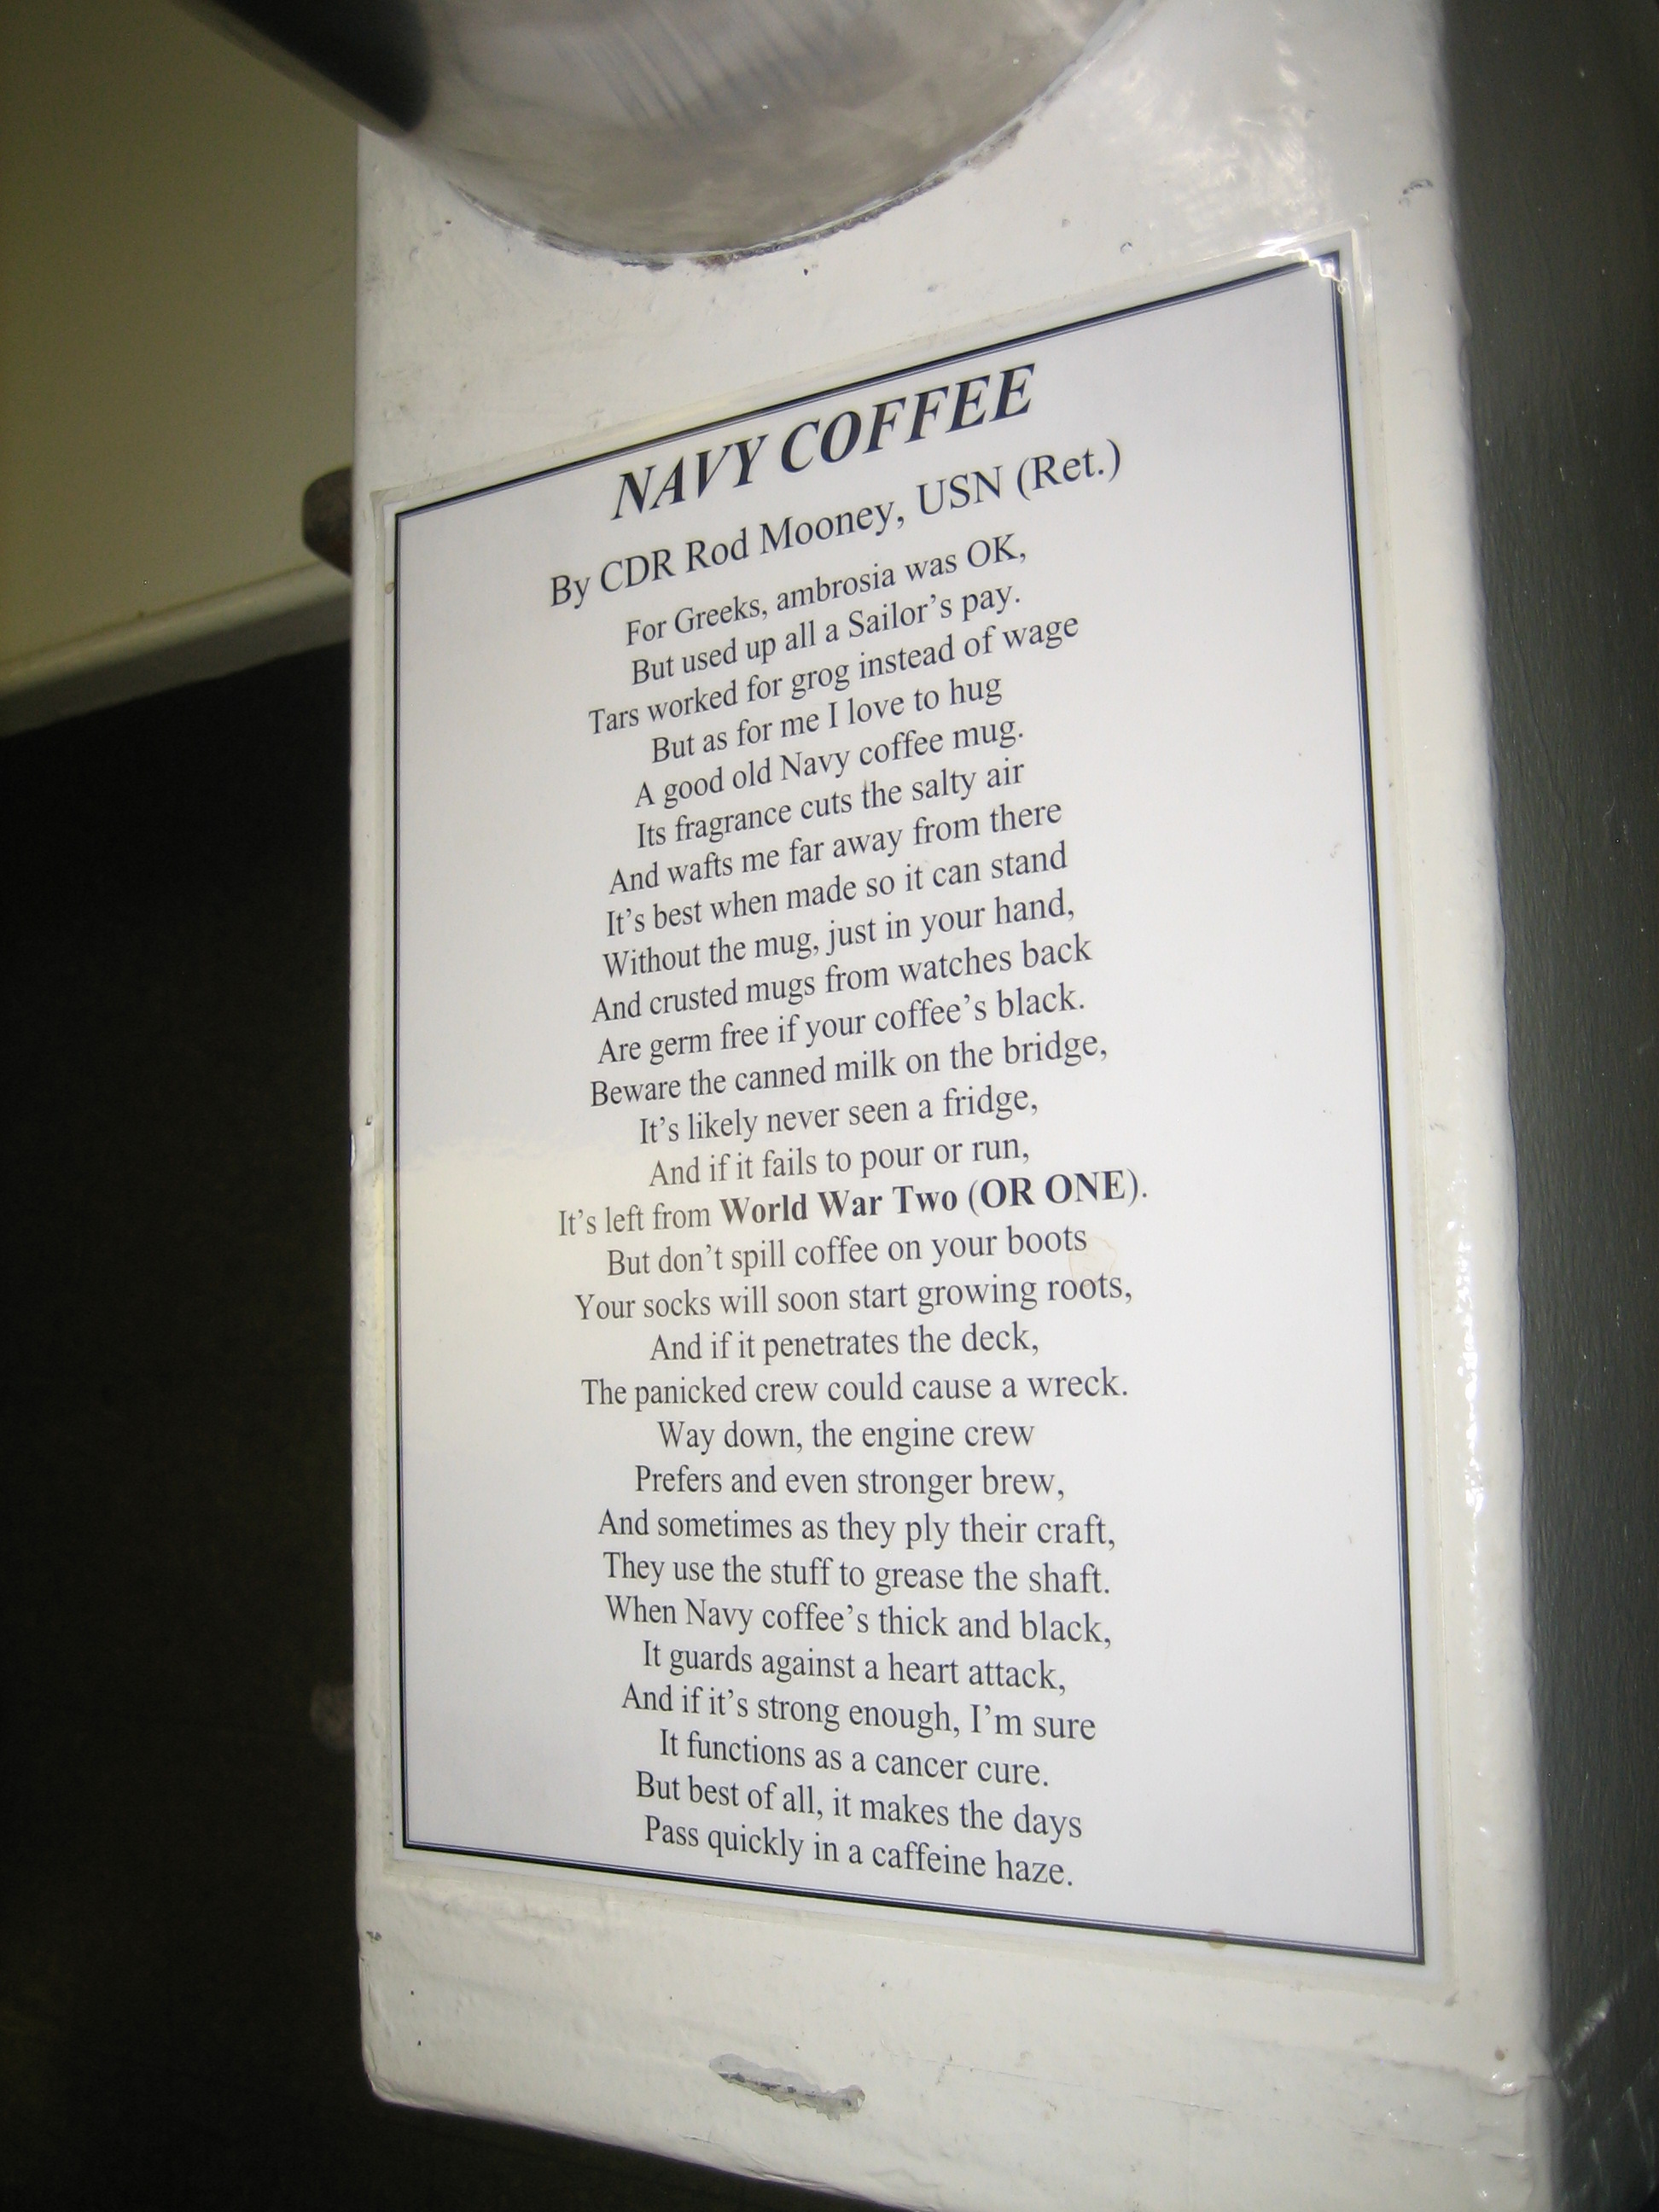 NAVY COFFEE
By CDR Rod Mooney, USN (Ret.)
For Greeks, ambrosia was OK,
But used up all a Sailor’s pay.
Tars worked for grog instead of wage
But as for me I love to hug
A good old Navy coffee mug.
Its fragrance cuts the salty air
And wafts me far away from there
It’s best when made so it can stand
Without the mug, just in your hand,
And crusted mugs from watches back
Are germ free if your coffee’s black.
Beware the canned milk on the bridge,
It’s likely never seen a fridge,
And if it fails to pour or run,
It’s left from World War Two (OR ONE).
But don’t spill coffee on your boots
Your socks will soon start growing roots,
And if it penetrates the deck,
The panicked crew could cause a wreck.
Way down, the engine crew
Prefers and even stronger brew,
And sometimes as they ply their craft,
They use the stuff to grease the shaft.
When Navy coffee’s thick and black,
It guards against a heart attack,
And if it’s strong enough, I’m sure
It functions as a cancer cure.
But best of all, it makes the days
Pass quickly in a caffeine haze.